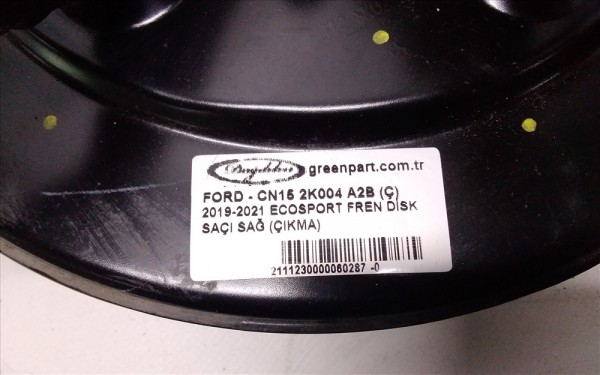 greenpart.com.tr
FORD - CN15 2K004 A2B (Ç)
2019-2021 ECOSPORT FREN DİSK
SAÇI SAĞ (ÇIKMA)
2111230000060287 -0